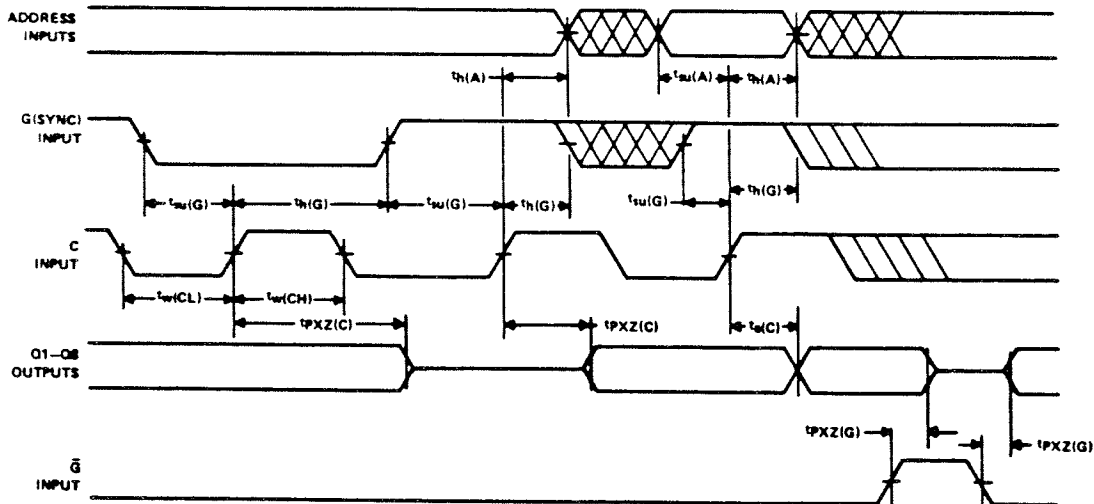 ADDRESS
INPUTS
th(A)
tsu(A)
th(A)
G(SYNC)
INPUT
tsu(G)
th(G)
tsu(G)
th(G)
tsu(G)
th(G)
C
INPUT
tw(CL)
tw(CH)
tPXZ(C)
tPXZ(C)
ta(C)
Q1–Q8
OUTPUTS
tPXZ(G)
tPXZ(G)
G̅
INPUT